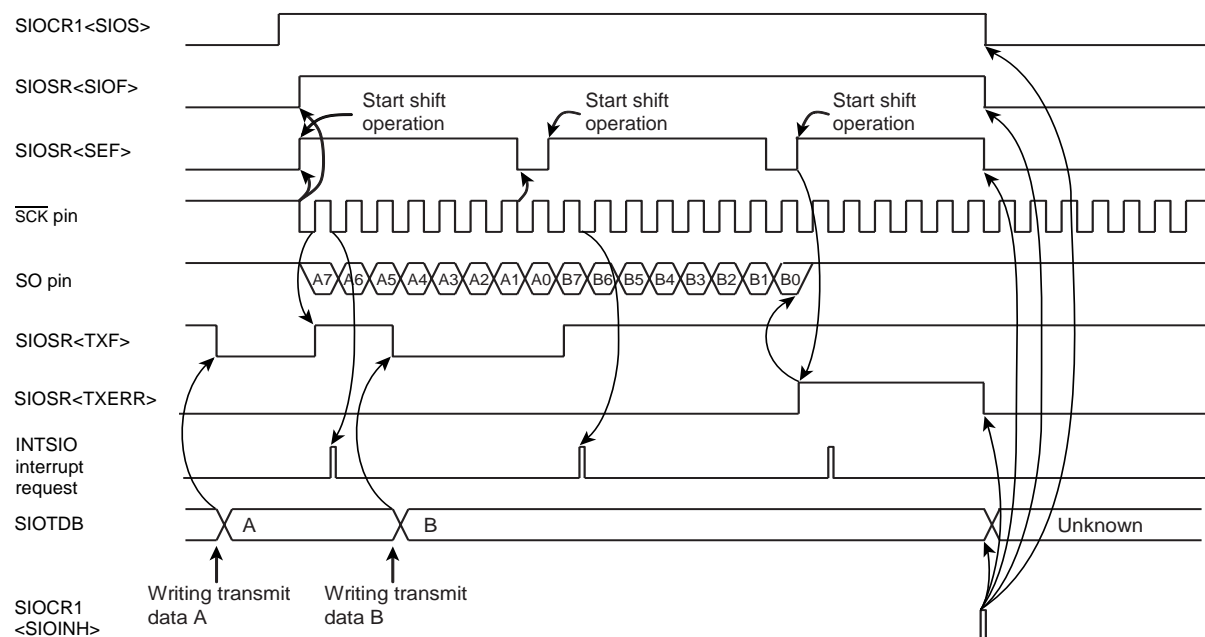 SIOCR1<SIOS>
SIOSR<SIOF>
Start shift
operation
Start shift
operation
Start shift
operation
SIOSR<SEF>
SCK pin
SO pin
A7 A6 A5 A4 A3 A2 A1 A0 B7 B6 B5 B4 B3 B2 B1 B0
SIOSR<TXF>
SIOSR<TXERR>
INTSIO
interrupt
request
SIOTDB
A
B
Unknown
Writing transmit
data A
Writing transmit
data B
SIOCR1
<SIOINH>